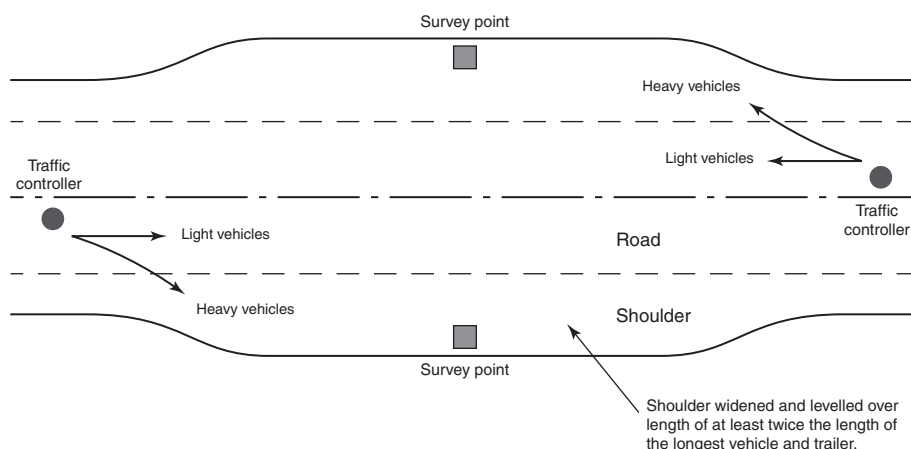 Survey point
Heavy vehicles
Traffic
controller
Light vehicles
Traffic
controller
Light vehicles
Road
Heavy vehicles
Shoulder
Survey point
Shoulder widened and levelled over
length of at least twice the length of
the longest vehicle and trailer.